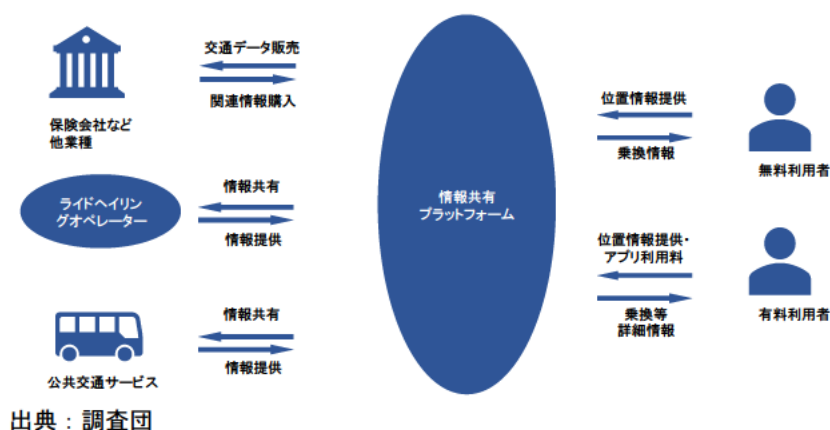 交通データ販売
関連情報購入
保険会社など
他業種
ライドヘイリン
グオペレーター
情報共有
情報提供
情報共有
情報提供
公共交通サービス
情報共有
プラットフォーム
位置情報提供
乗換情報
無料利用者
位置情報提供・
アプリ利用料
乗換等
詳細情報
有料利用者
出典：調査団